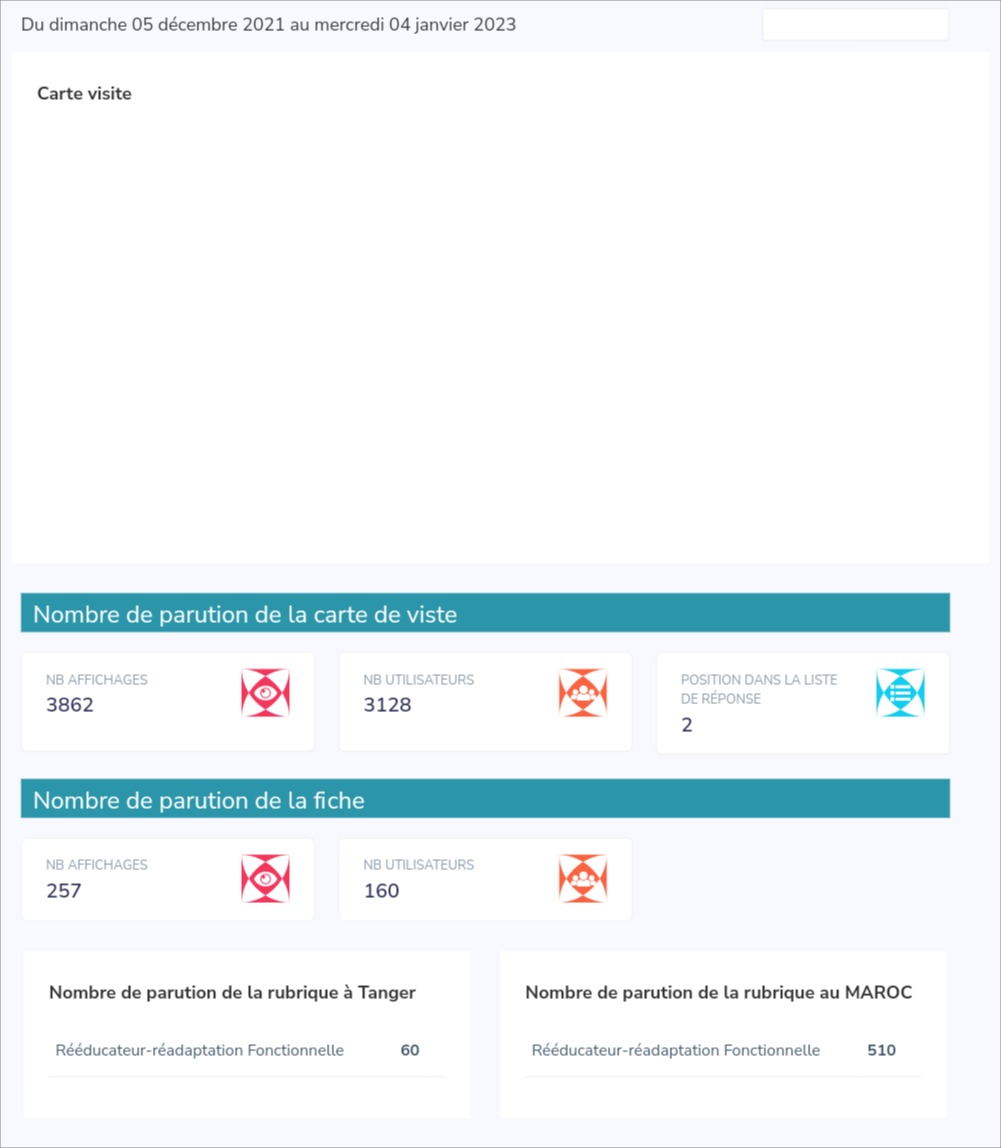 Du dimanche 05 décembre 2021 au mercredi 04 janvier 2023
Carte visite
Nombre de parution de la carte de viste
NB AFFICHAGES
3862
NB UTILISATEURS
3128
POSITION DANS LA LISTE
DE RÉPONSE
2
Nombre de parution de la fiche
NB AFFICHAGES
257
NB UTILISATEURS
160
Nombre de parution de la rubrique à Tanger
Rééducateur-réadaptation Fonctionnelle 60
Nombre de parution de la rubrique au MAROC
Rééducateur-réadaptation Fonctionnelle 510